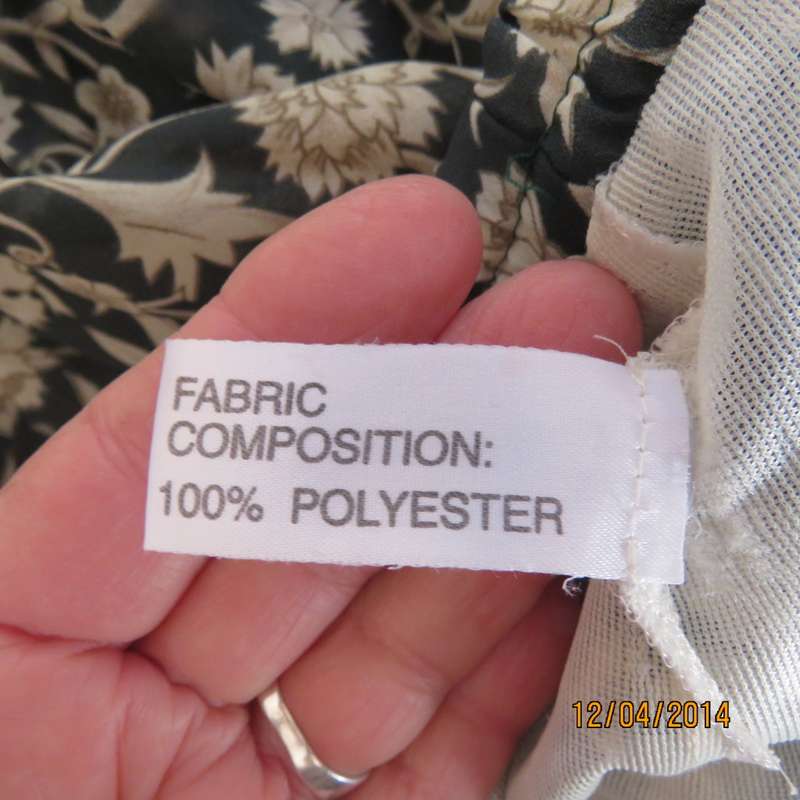 FABRIC
COMPOSITION:
100% POLYESTER
12/04/2014